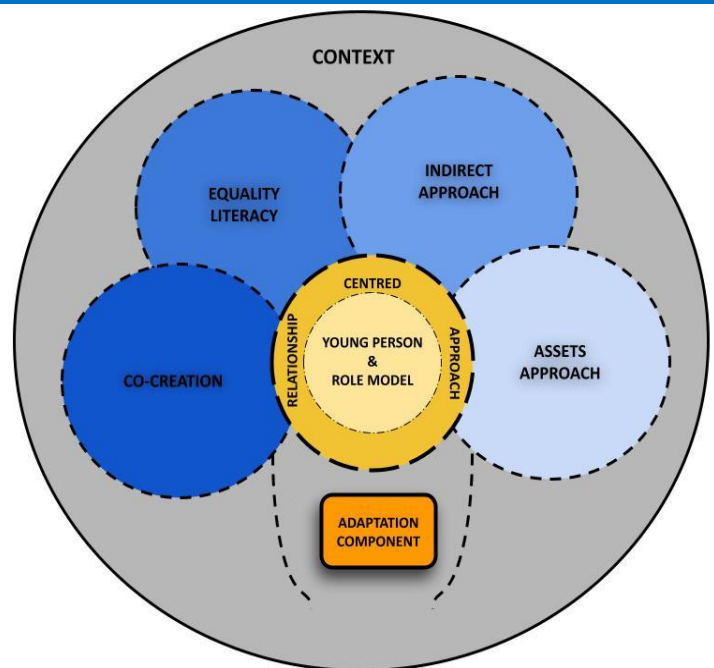 CONTEXT
EQUALITY
LITERACY
INDIRECT
APPROACH
CO-CREATION
RELATIONSHIP
CENTRED
APPROACH
YOUNG PERSON
&
ROLE MODEL
ASSETS
APPROACH
ADAPTATION
COMPONENT